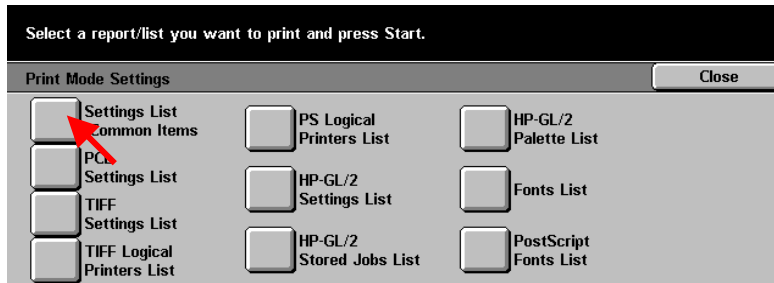 Select a report/list you want to print and press Start.
Print Mode Settings
Close
Settings List
Common Items
PCL
Settings List
TIFF
Settings List
TIFF Logical
Printers List
PS Logical
Printers List
HP-GL/2
Settings List
HP-GL/2
Stored Jobs List
HP-GL/2
Palette List
Fonts List
PostScript
Fonts List